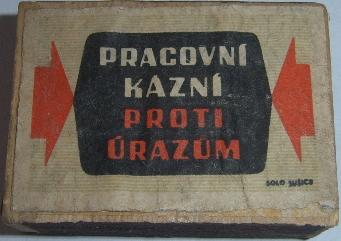 PRACOVNÍ
KÁZNÍ
PROTI
ÚRAZŮM
SOLO SUŠICE